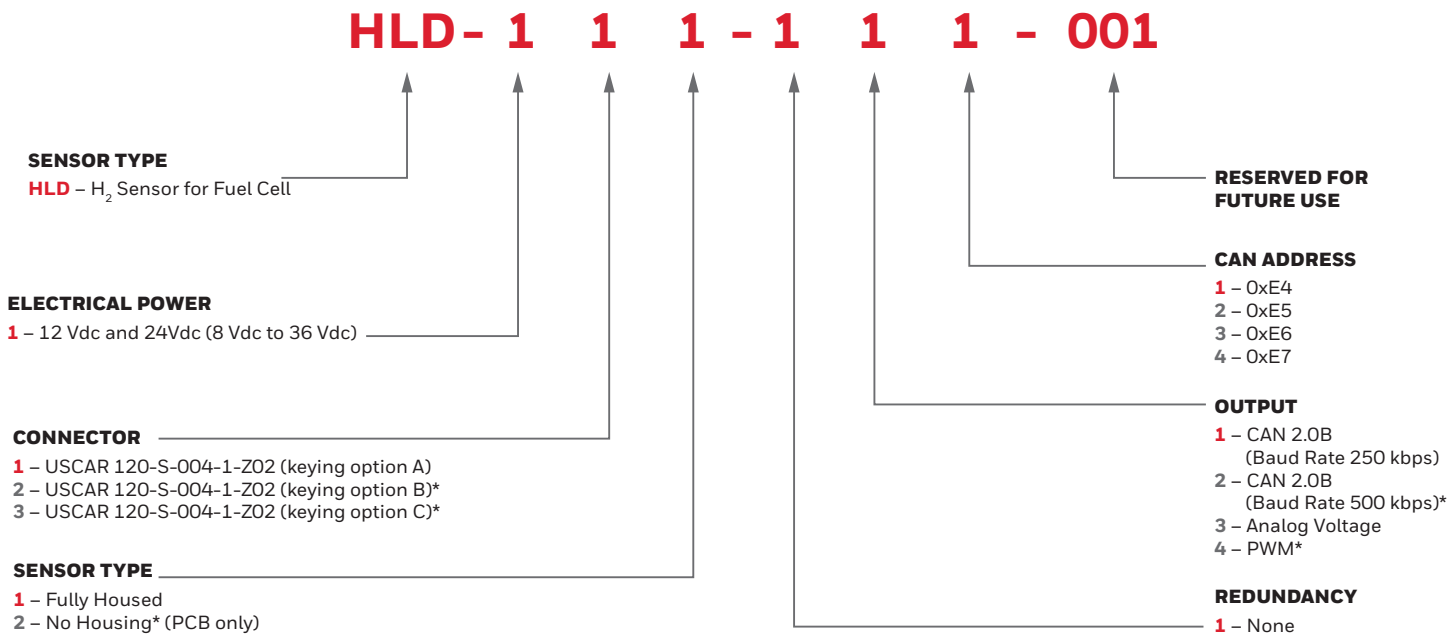 HLD- 1 1 1 - 1 1 1 - 001
SENSOR TYPE
HLD – H2 Sensor for Fuel Cell
ELECTRICAL POWER
1 – 12 Vdc and 24Vdc (8 Vdc to 36 Vdc)
CONNECTOR
1 – USCAR 120-S-004-1-Z02 (keying option A)
2 – USCAR 120-S-004-1-Z02 (keying option B)*
3 – USCAR 120-S-004-1-Z02 (keying option C)*
SENSOR TYPE
1 – Fully Housed
2 – No Housing* (PCB only)
RESERVED FOR
FUTURE USE
CAN ADDRESS
1 – 0xE4
2 – 0xE5
3 – 0xE6
4 – 0xE7
OUTPUT
1 – CAN 2.0B
(Baud Rate 250 kbps)
2 – CAN 2.0B
(Baud Rate 500 kbps)*
3 – Analog Voltage
4 – PWM*
REDUNDANCY
1 – None